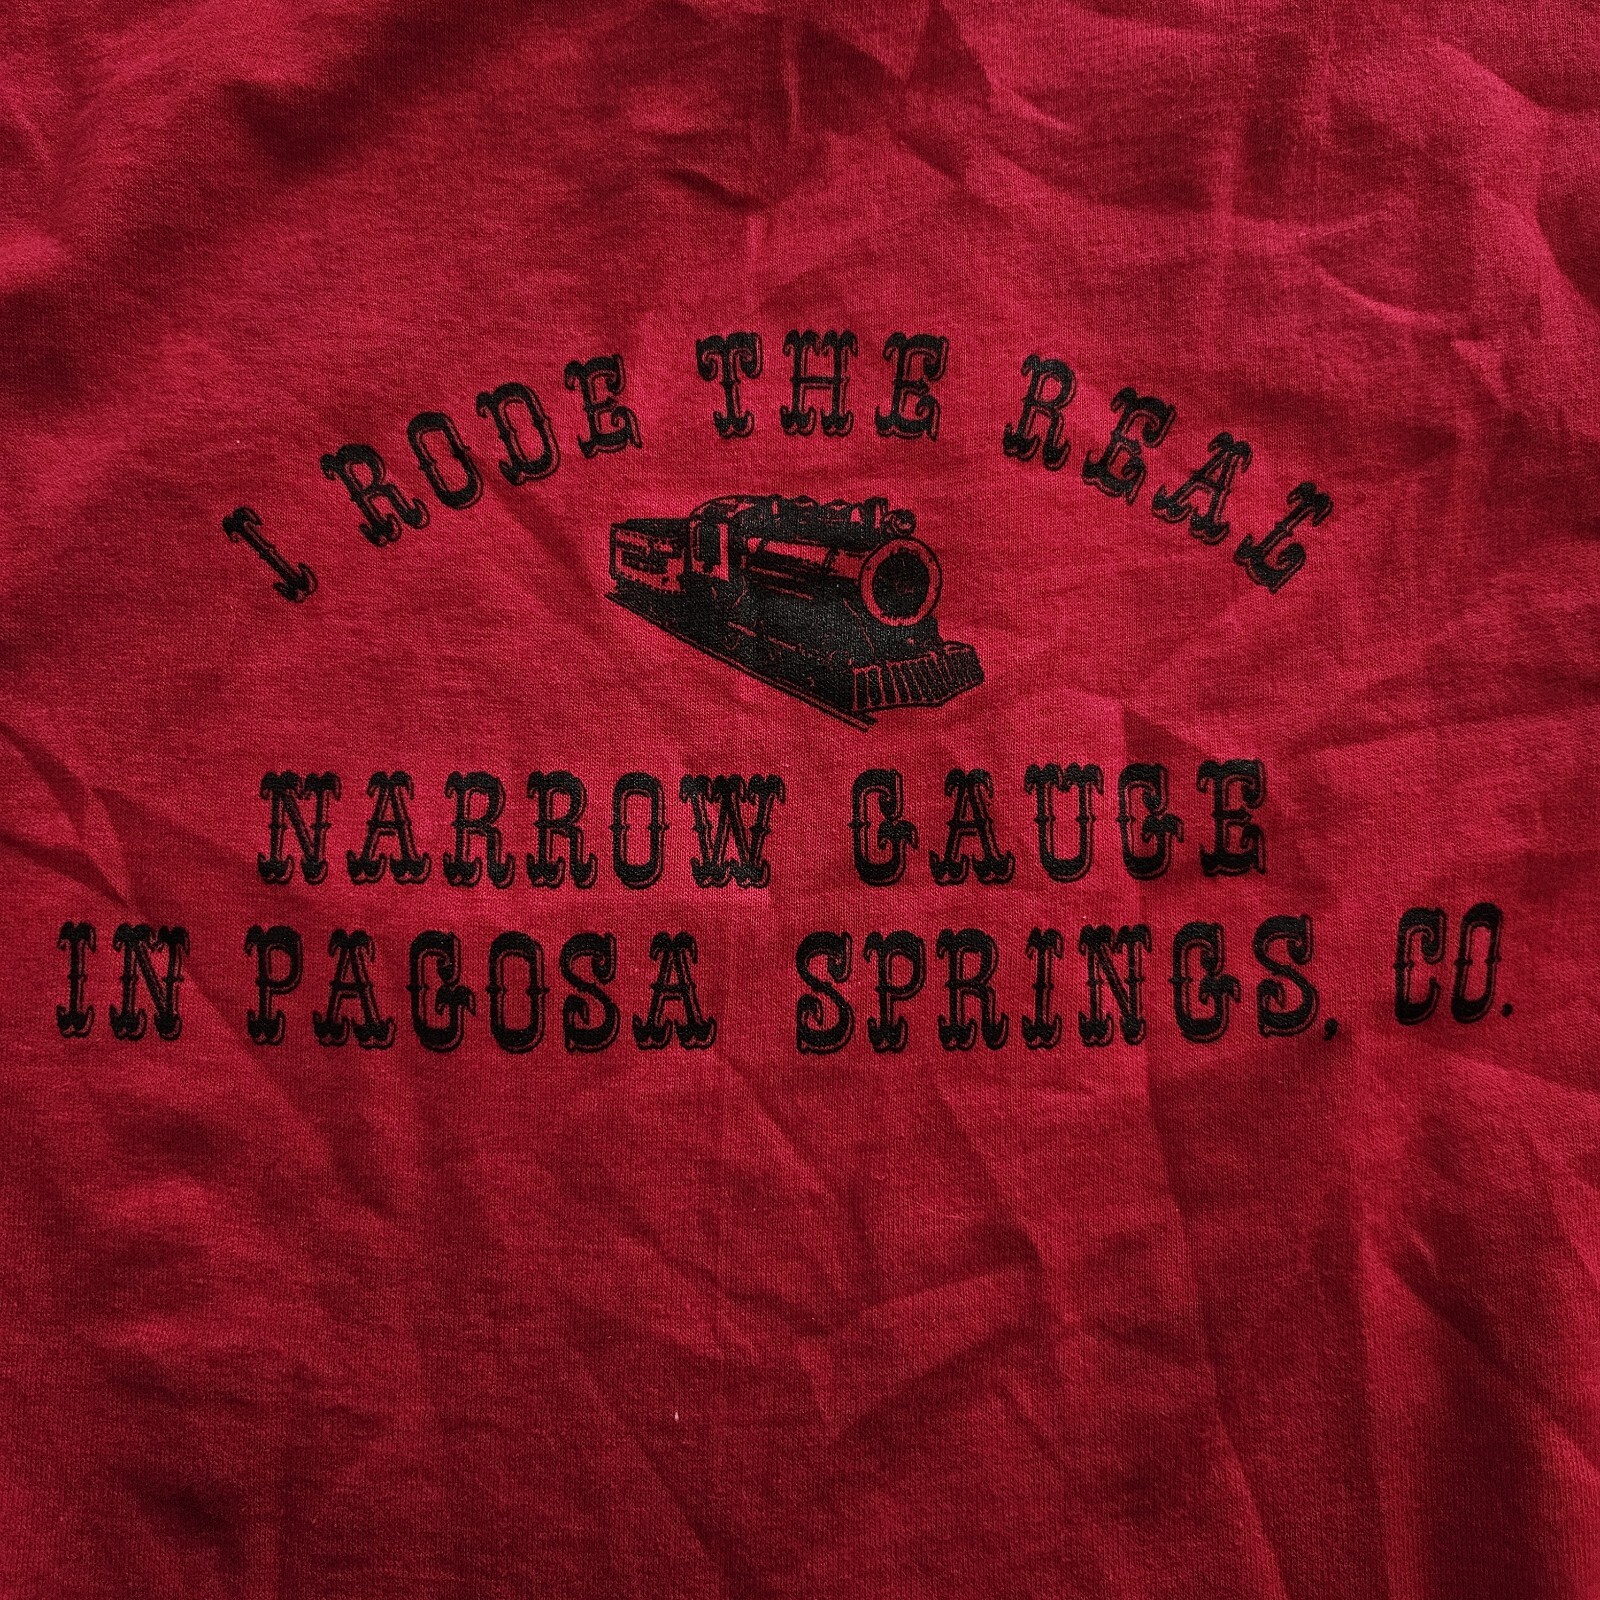 I RODE THE REAL
NARROW GAUGE
IN PAGOSA SPRINGS, CO.